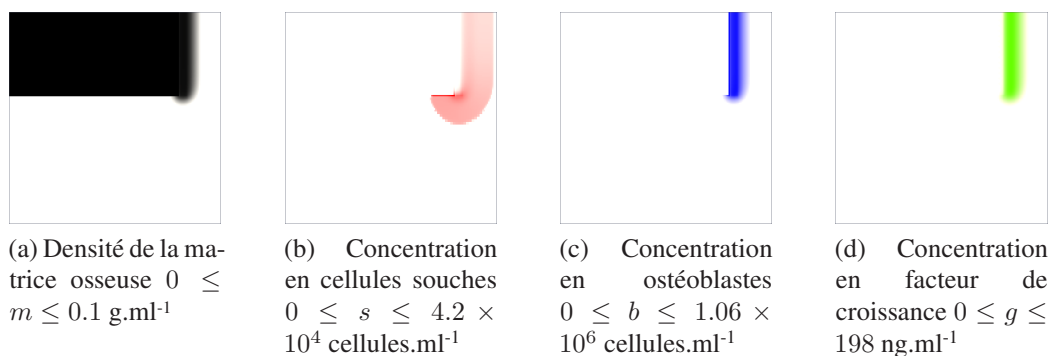 (a) Densité de la ma-
trice osseuse 0 ≤
m ≤ 0.1 g.ml⁻¹
(b) Concentration
en cellules souches
0 ≤ s ≤ 4.2 ×
10⁴ cellules.ml⁻¹
(c) Concentration
en ostéoblastes
0 ≤ b ≤ 1.06 ×
10⁶ cellules.ml⁻¹
(d) Concentration
en facteur de
croissance 0 ≤ g ≤
198 ng.ml⁻¹